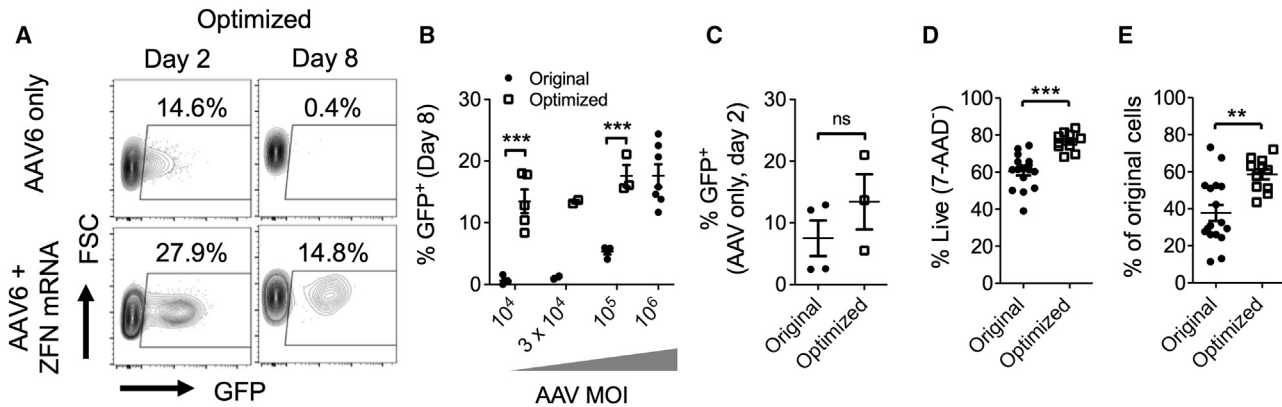 A
Optimized
Day 2
Day 8
AAV6 only
14.6%
0.4%
AAV6 +
ZFN mRNA
27.9%
14.8%
FSC
GFP
B
Original
Optimized
% GFP⁺ (Day 8)
30
20
10
0
***
***
10⁴
3 x 10⁴
10⁵
10⁶
AAV MOI
C
% GFP⁺
(AAV only, day 2)
30
20
10
0
ns
Original
Optimized
D
% Live (7-AAD⁻)
100
80
60
40
20
0
***
Original
Optimized
E
% of original cells
100
80
60
40
20
0
**
Original
Optimized